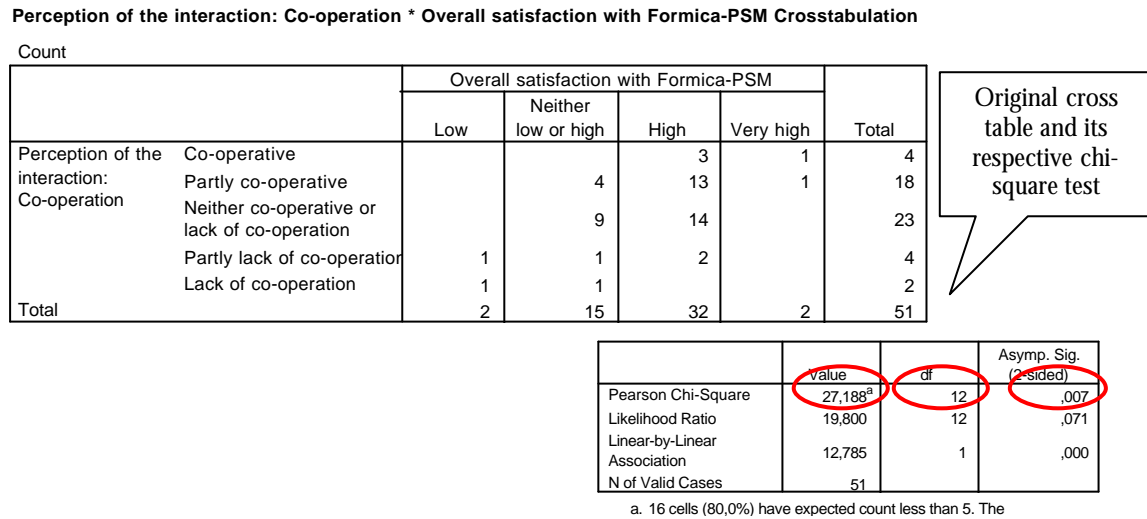 Perception of the interaction: Co-operation * Overall satisfaction with Formica-PSM Crosstabulation
Count
Overall satisfaction with Formica-PSM
Low Neither low or high High Very high Total
Perception of the interaction: Co-operation
Co-operative 3 1 4
Partly co-operative 4 13 1 18
Neither co-operative or
lack of co-operation 9 14 23
Partly lack of co-operation 1 1 2 4
Lack of co-operation 1 1 2
Total 2 15 32 2 51
Original cross
table and its
respective chi-
square test
Value df Asymp. Sig. (2-sided)
Pearson Chi-Square 27,188a 12 ,007
Likelihood Ratio 19,800 12 ,071
Linear-by-Linear
Association 12,785 1 ,000
N of Valid Cases 51
a. 16 cells (80,0%) have expected count less than 5. The